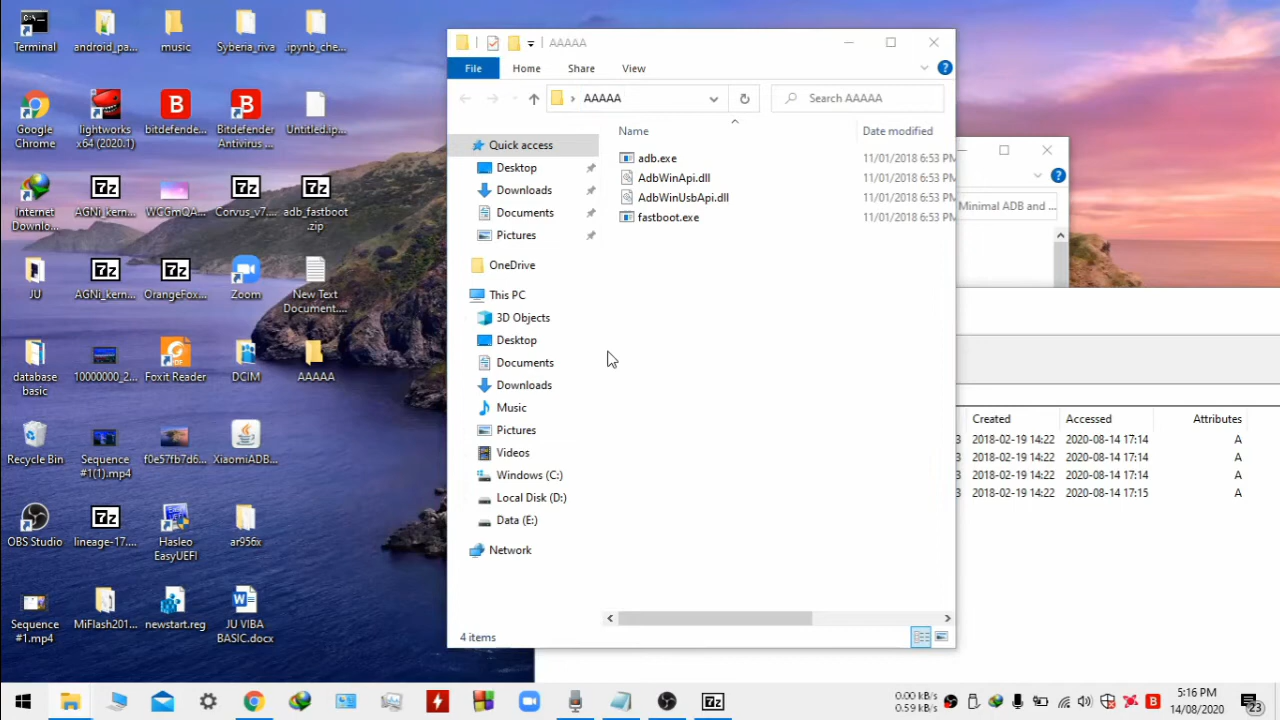 Terminal
android_pa...
music
Syberia_riva
.ipynb_che...
Google
Chrome
lightworks
x64 (2020.1)
bitdefende...
Bitdefender
Antivirus ...
Untitled.ip...
Internet
Downlo...
AGNi_kern...
WGGmQA...
Corvus_v7....
adb_fastboot
.zip
JU
AGNi_kern...
OrangeFox...
Zoom
New Text
Document....
database
basic
10000000_2...
Foxit Reader
DCIM
AAAAA
Recycle Bin
Sequence
#1(1).mp4
f0e57fb7d6...
XiaomiADB...
OBS Studio
lineage-17....
Hasleo
EasyUEFI
ar956x
Sequence
#1.mp4
MiFlash201...
newstart.reg
JU VIBA
BASIC.docx
AAAAA
File
Home
Share
View
AAAAA
Search AAAAA
Name
Date modified
adb.exe
11/01/2018 6:53 PM
AdbWinApi.dll
11/01/2018 6:53 PM
AdbWinUsbApi.dll
11/01/2018 6:53 PM
fastboot.exe
11/01/2018 6:53 PM
Quick access
Desktop
Downloads
Documents
Pictures
OneDrive
This PC
3D Objects
Desktop
Documents
Downloads
Music
Pictures
Videos
Windows (C:)
Local Disk (D:)
Data (E:)
Network
4 items
Minimal ADB and ...
Created
Accessed
Attributes
3 2018-02-19 14:22 2020-08-14 17:14 A
2018-02-19 14:22 2020-08-14 17:14 A
3 2018-02-19 14:22 2020-08-14 17:14 A
3 2018-02-19 14:22 2020-08-14 17:15 A
0.00 kB/s
0.59 kB/s
5:16 PM
14/08/2020
23